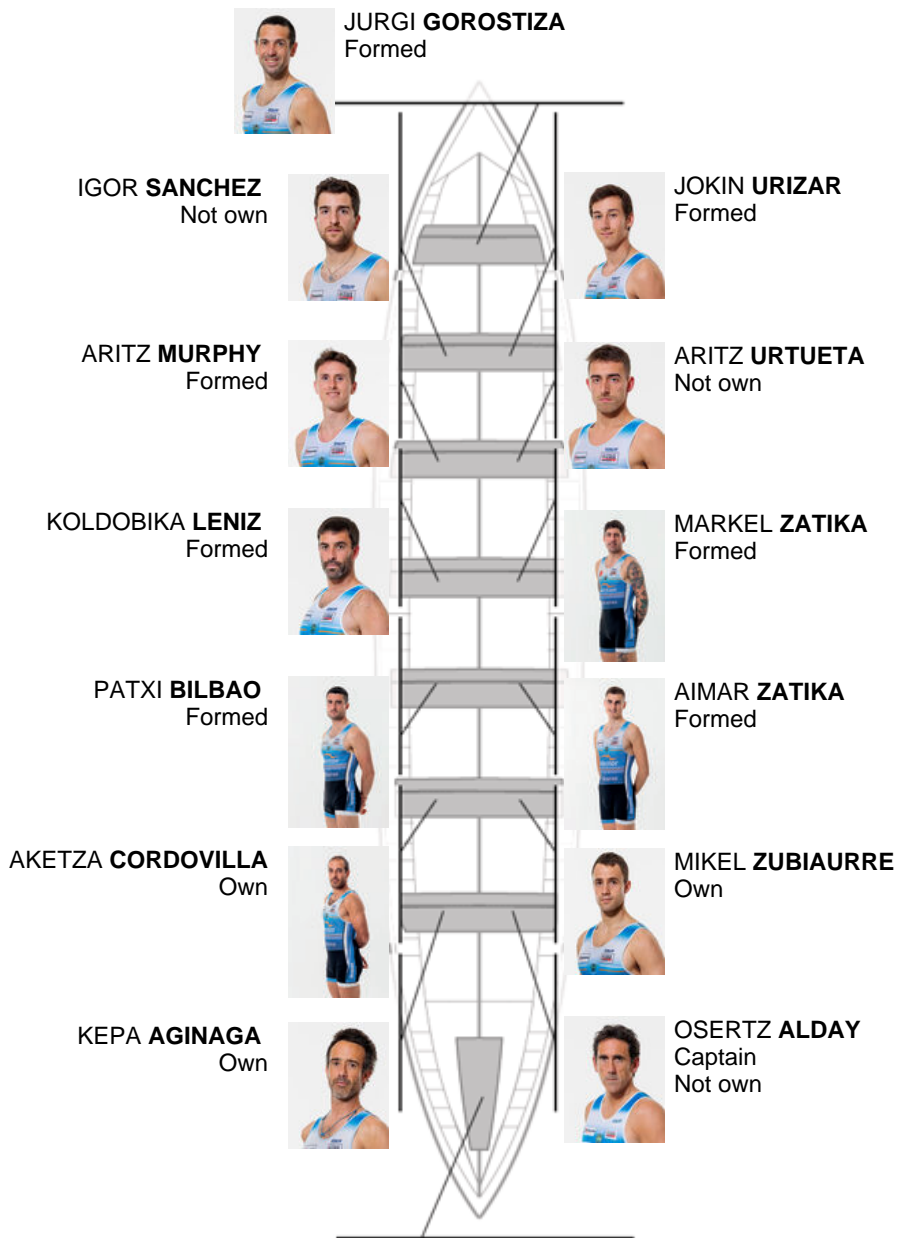 JURGI GOROSTIZA
Formed
IGOR SANCHEZ
Not own
JOKIN URIZAR
Formed
ARITZ MURPHY
Formed
ARITZ URTUETA
Not own
KOLDOBIKA LENIZ
Formed
MARKEL ZATIKA
Formed
PATXI BILBAO
Formed
AIMAR ZATIKA
Formed
AKETZA CORDOVILLA
Own
MIKEL ZUBIAURRE
Own
KEPA AGINAGA
Own
OSERTZ ALDAY
Captain
Not own